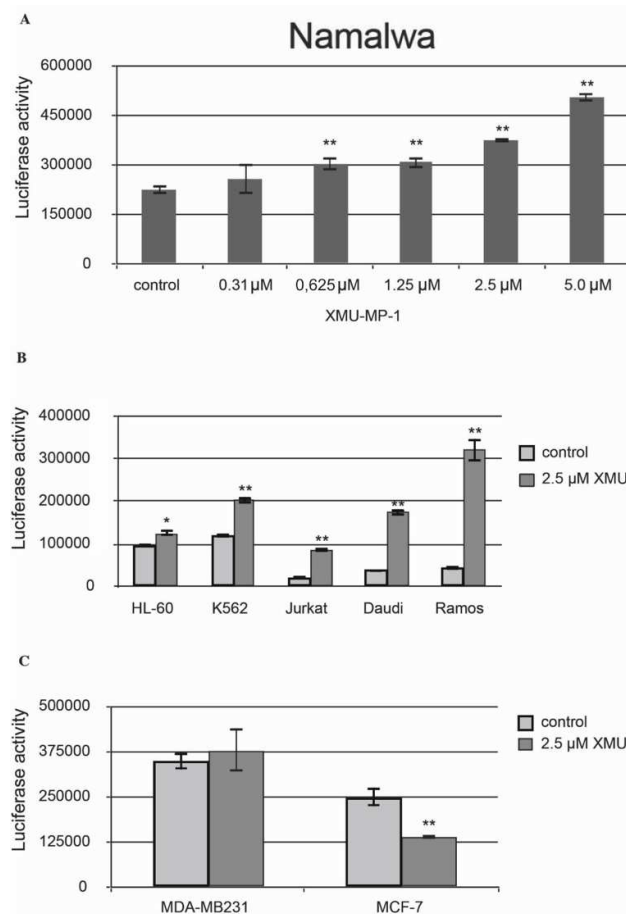 A
Namalwa
Luciferase activity
600000
450000
300000
150000
0
** ** ** **
control 0.31 µM 0,625 µM 1.25 µM 2.5 µM 5.0 µM
XMU-MP-1
B
Luciferase activity
400000
300000
200000
100000
0
* ** ** ** **
control
2.5 µM XMU
HL-60 K562 Jurkat Daudi Ramos
C
Luciferase activity
500000
375000
250000
125000
0
**
control
2.5 µM XMU
MDA-MB231 MCF-7